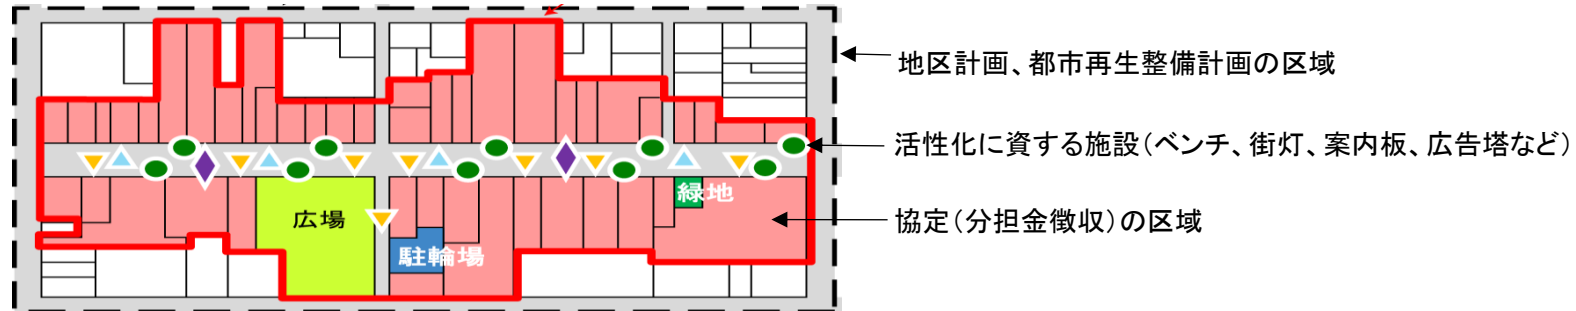 地区計画、都市再生整備計画の区域
活性化に資する施設（ベンチ、街灯、案内板、広告塔など）
緑地
広場
協定（分担金徴収）の区域
駐輪場